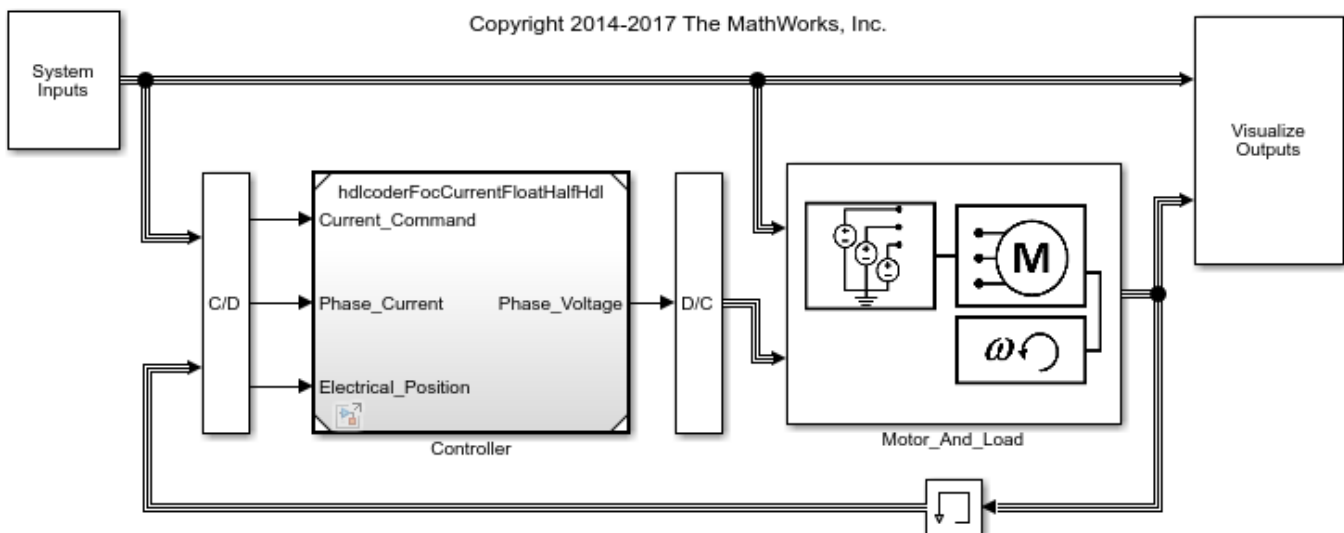 Copyright 2014-2017 The MathWorks, Inc.
System
Inputs
Visualize
Outputs
C/D
hdlcoderFocCurrentFloatHalfHdl
Current_Command
Phase_Current
Phase_Voltage
Electrical_Position
Controller
D/C
M
ω
Motor_And_Load